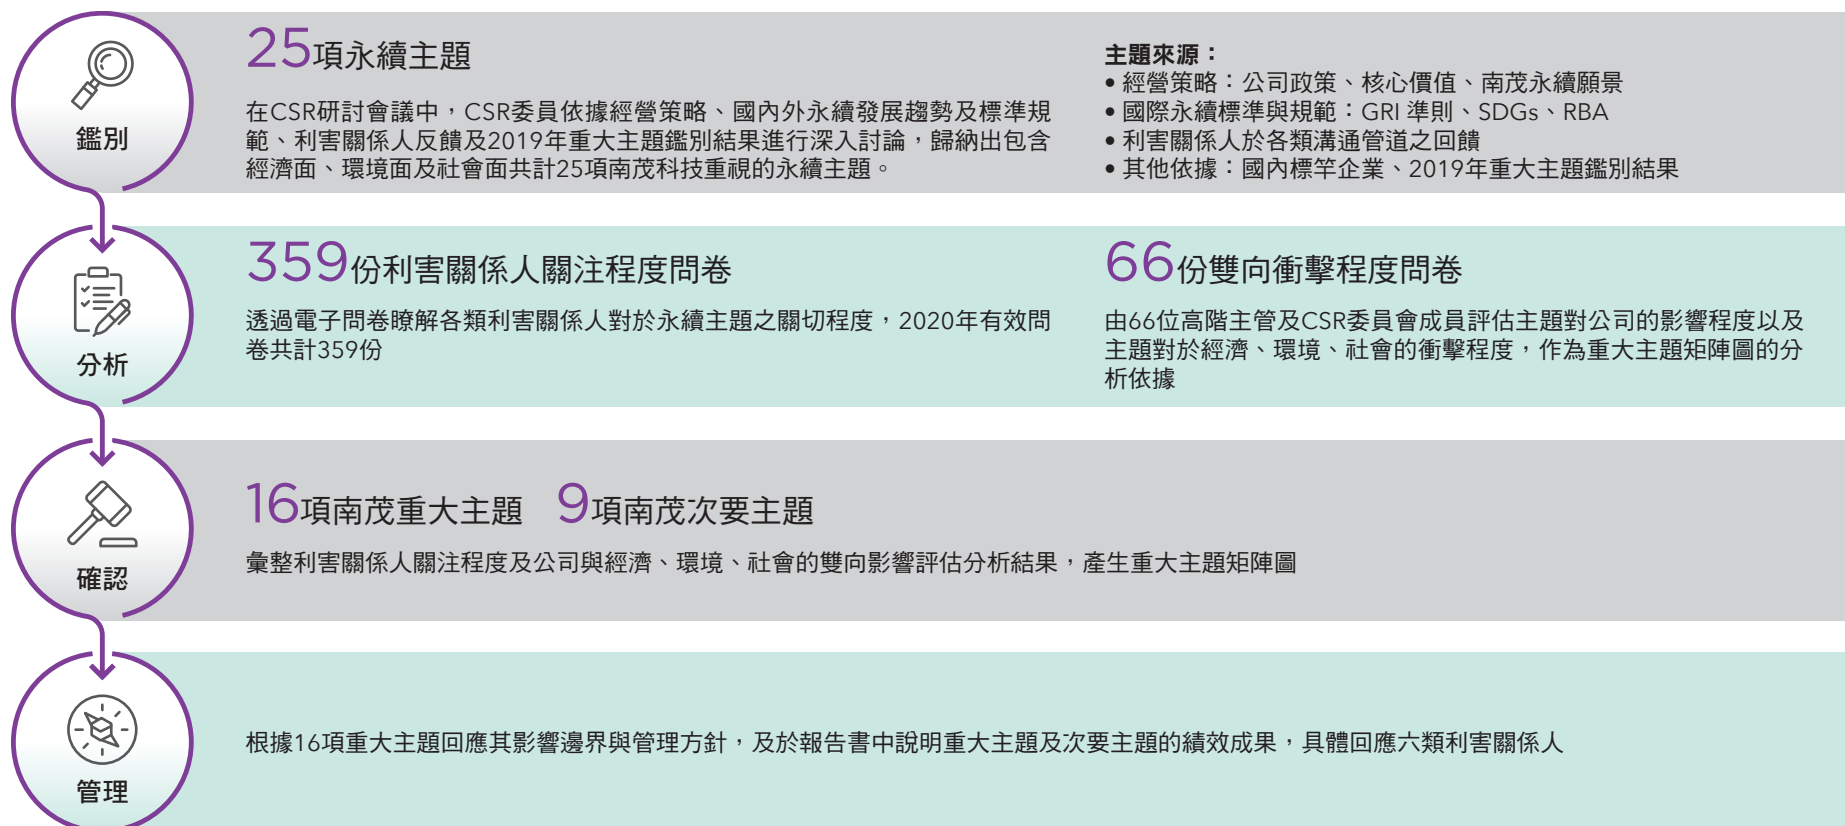 鑑別
25項永續主題
在CSR研討會議中，CSR委員依據經營策略、國內外永續發展趨勢及標準規
範、利害關係人反饋及2019年重大主題鑑別結果進行深入討論，歸納出包含
經濟面、環境面及社會面共計25項南茂科技重視的永續主題。
主題來源：
• 經營策略：公司政策、核心價值、南茂永續願景
• 國際永續標準與規範：GRI 準則、SDGs、RBA
• 利害關係人於各類溝通管道之回饋
• 其他依據：國內標竿企業、2019年重大主題鑑別結果
分析
359份利害關係人關注程度問卷
透過電子問卷瞭解各類利害關係人對於永續主題之關切程度，2020年有效問
卷共計359份
66份雙向衝擊程度問卷
由66位高階主管及CSR委員會成員評估主題對公司的影響程度以及
主題對於經濟、環境、社會的衝擊程度，作為重大主題矩陣圖的分
析依據
確認
16項南茂重大主題 9項南茂次要主題
彙整利害關係人關注程度及公司與經濟、環境、社會的雙向影響評估分析結果，產生重大主題矩陣圖
管理
根據16項重大主題回應其影響邊界與管理方針，及於報告書中說明重大主題及次要主題的績效成果，具體回應六類利害關係人